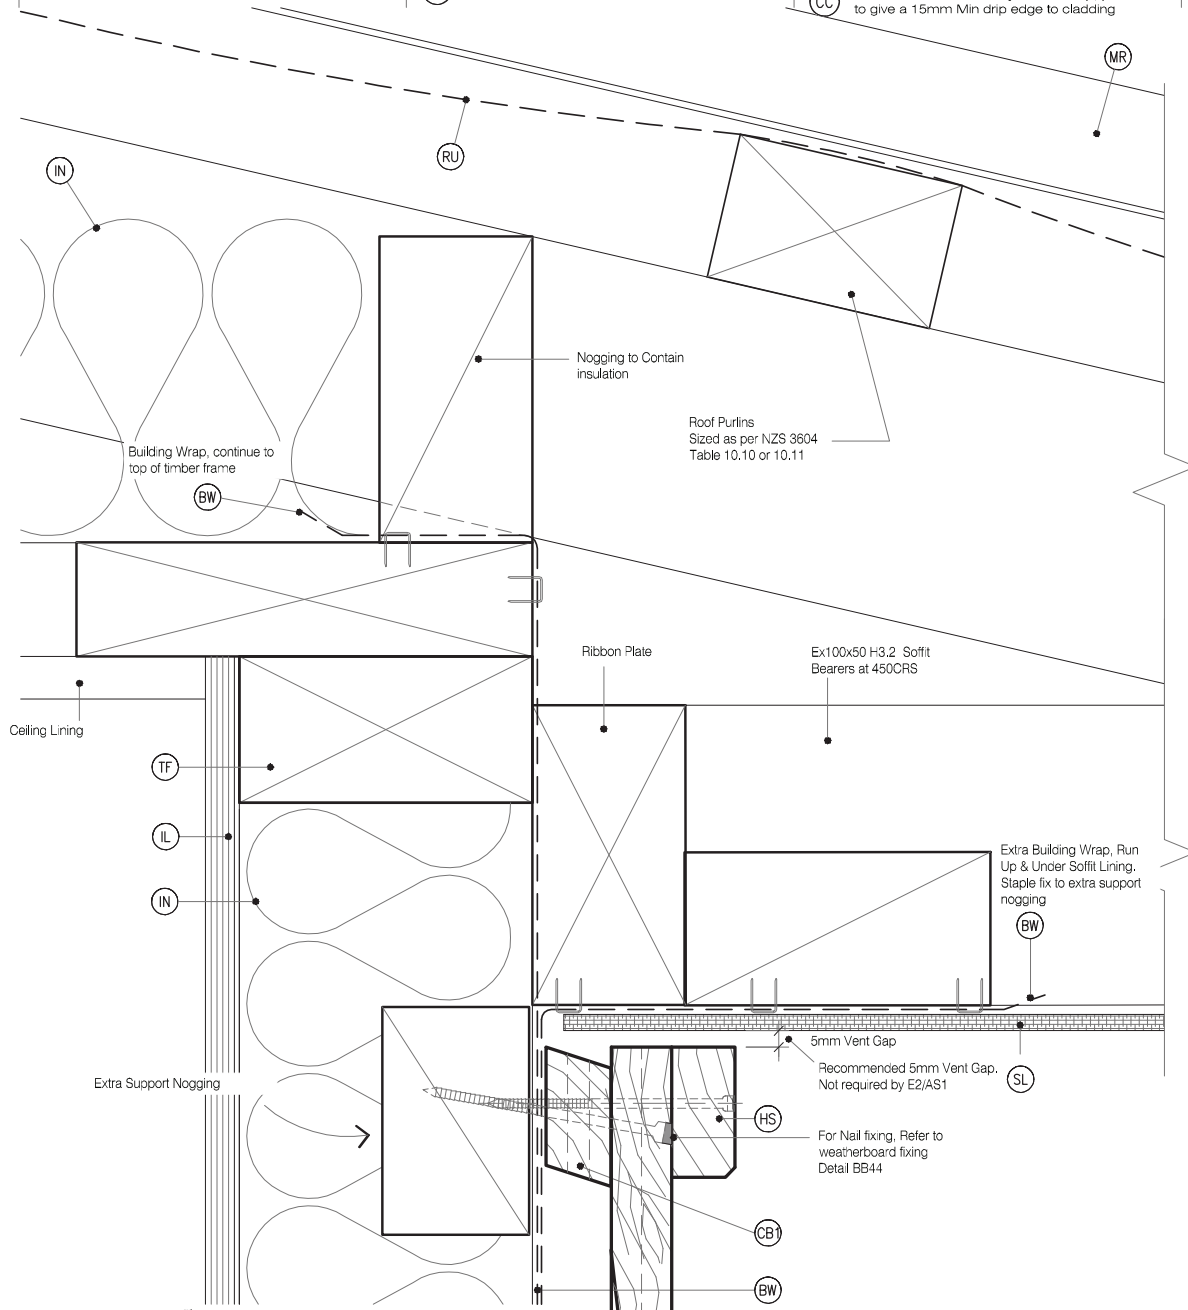 CC
to give a 15mm Min drip edge to cladding
MR
RU
IN
Nogging to Contain
insulation
Roof Purlins
Sized as per NZS 3604
Table 10.10 or 10.11
Building Wrap, continue to
top of timber frame
BW
Ribbon Plate
Ex100x50 H3.2 Soffit
Bearers at 450CRS
Ceiling Lining
TF
IL
IN
Extra Building Wrap, Run
Up & Under Soffit Lining.
Staple fix to extra support
nogging
BW
5mm Vent Gap
Recommended 5mm Vent Gap.
Not required by E2/AS1
SL
Extra Support Nogging
HS
For Nail fixing, Refer to
weatherboard fixing
Detail BB44
CB1
BW